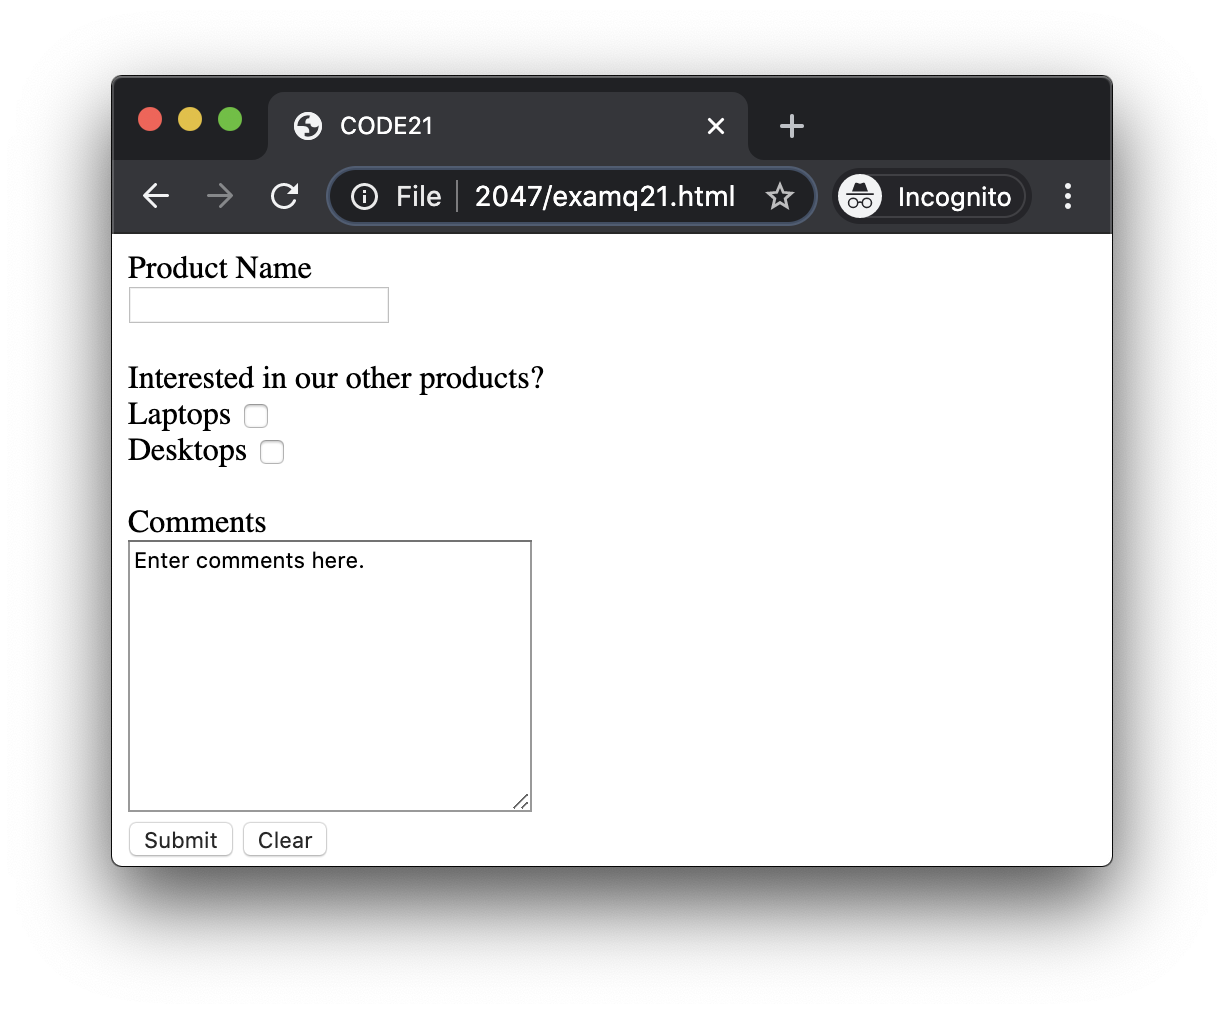 CODE21
File 2047/examq21.html Incognito
Product Name
Interested in our other products?
Laptops
Desktops
Comments
Enter comments here.
Submit Clear